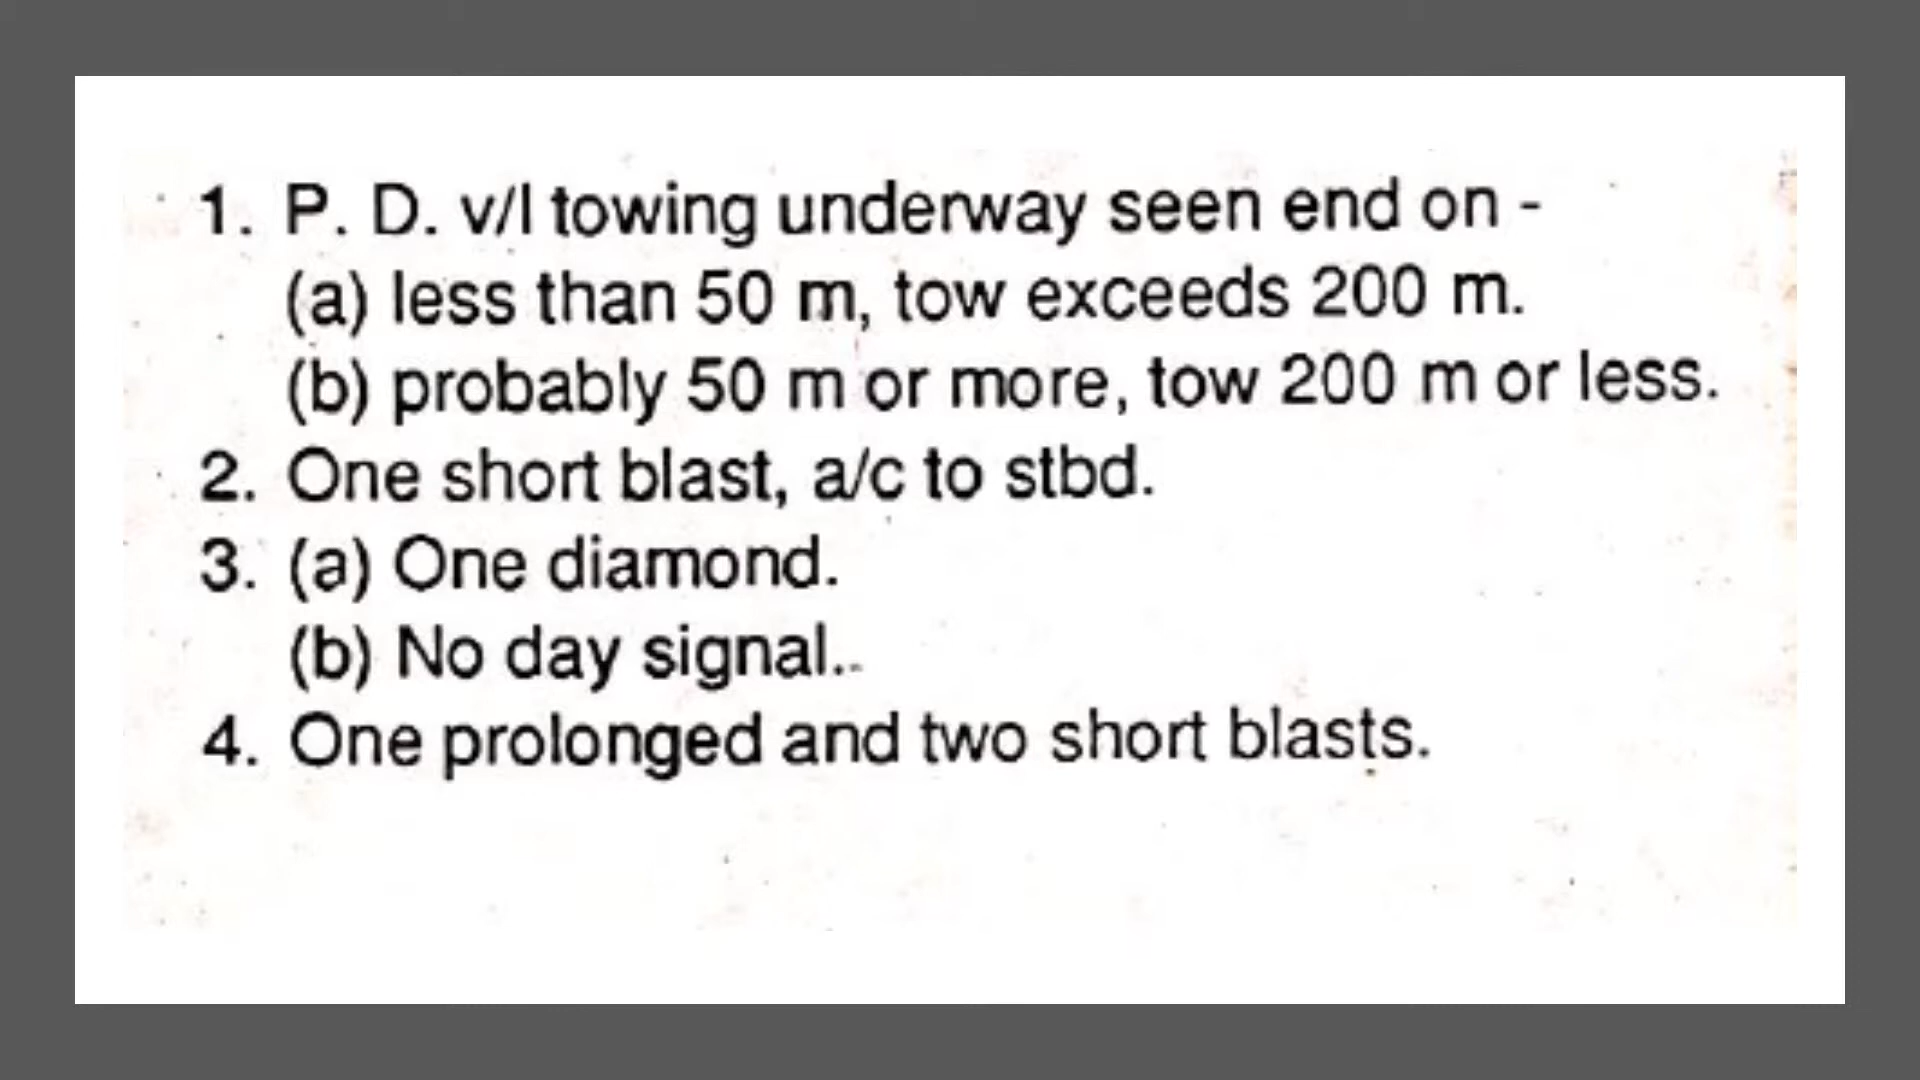 1. P. D. v/l towing underway seen end on -
(a) less than 50 m, tow exceeds 200 m.
(b) probably 50 m or more, tow 200 m or less.
2. One short blast, a/c to stbd.
3. (a) One diamond.
(b) No day signal..
4. One prolonged and two short blasts.